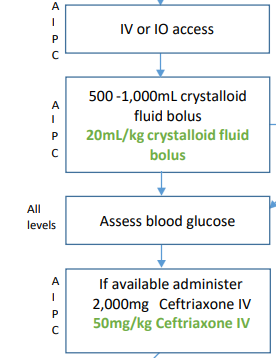 A
I
P
C
IV or IO access
A
I
P
C
500 -1,000mL crystalloid
fluid bolus
20mL/kg crystalloid fluid
bolus
All
levels
Assess blood glucose
A
I
P
C
If available administer
2,000mg Ceftriaxone IV
50mg/kg Ceftriaxone IV